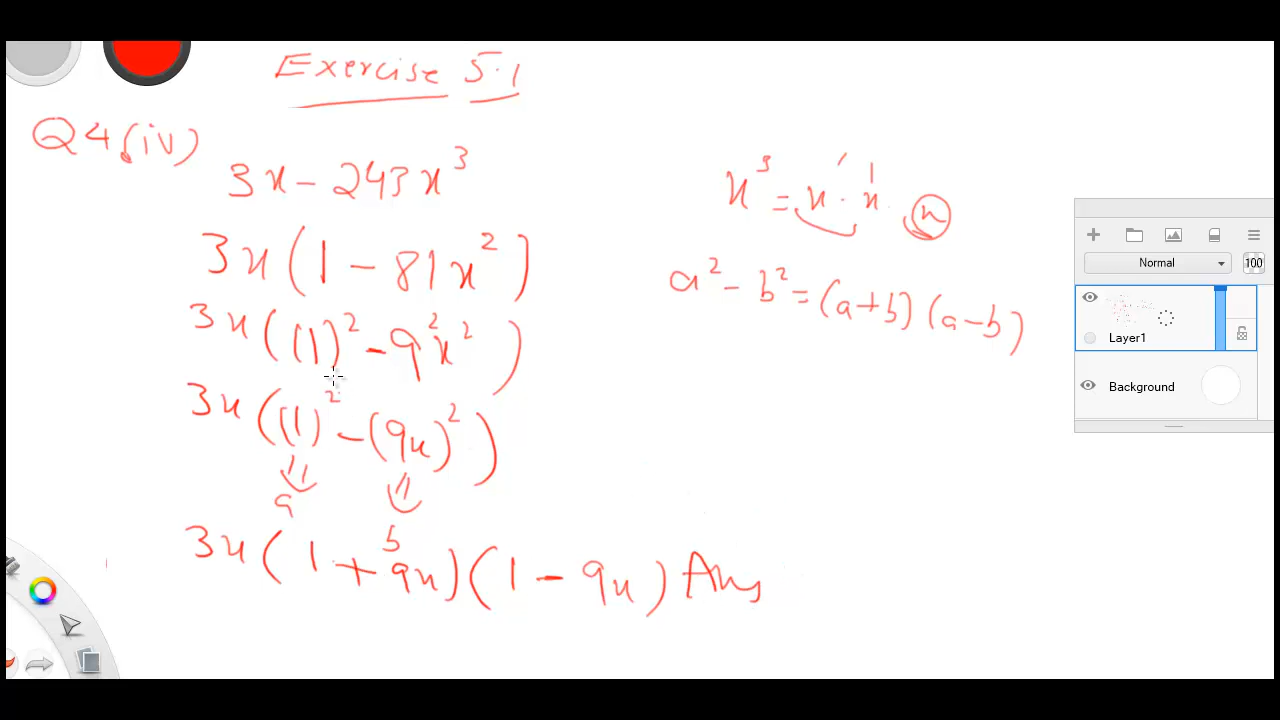 Exercise 5.1
Q4(iv)
3x - 243x³
3x(1 - 81x²)
3x((1)² - 9²x²)
3x((1)² - (9x)²)
a
b
3x(1 + 9x)(1 - 9x) Ans
x³ = x · x · x
a² - b² = (a+b)(a-b)
Normal
100
Layer1
Background